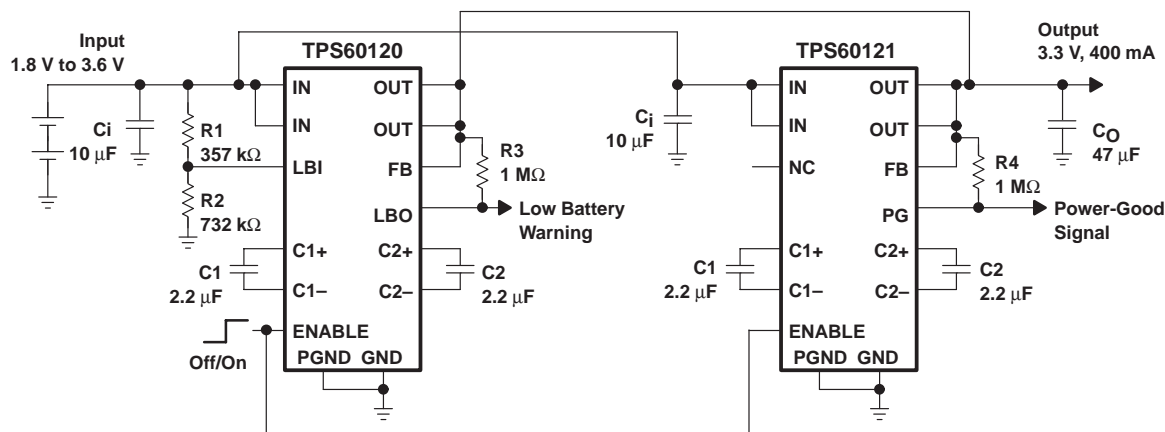 Input
1.8 V to 3.6 V
TPS60120
TPS60121
Output
3.3 V, 400 mA
Ci
10 μF
R1
357 kΩ
R2
732 kΩ
IN
IN
LBI
C1+
C1–
ENABLE
PGND GND
OUT
OUT
FB
LBO
C2+
C2–
R3
1 MΩ
Low Battery
Warning
C1
2.2 μF
C2
2.2 μF
Off/On
Ci
10 μF
IN
IN
NC
C1+
C1–
ENABLE
PGND GND
OUT
OUT
FB
PG
C2+
C2–
R4
1 MΩ
CO
47 μF
Power-Good
Signal
C1
2.2 μF
C2
2.2 μF